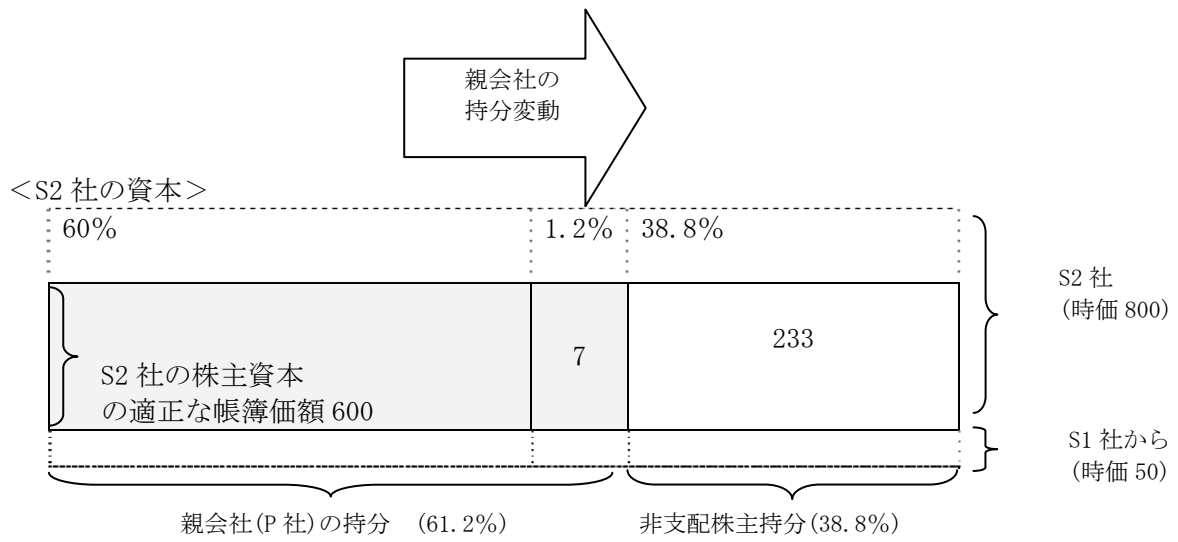 親会社の
持分変動
＜S2 社の資本＞
60%
1.2%
38.8%
S2 社
(時価 800)
S2 社の株主資本
の適正な帳簿価額 600
7
233
S1 社から
(時価 50)
親会社(P 社)の持分　(61.2%)
非支配株主持分(38.8%)